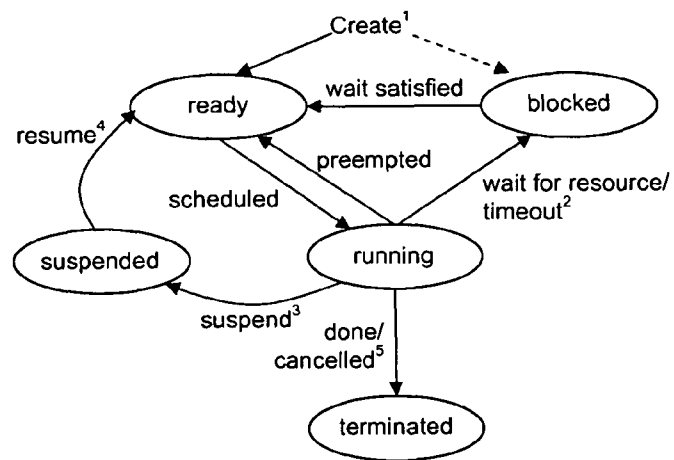 Create¹
wait satisfied
ready
blocked
resume⁴
preempted
scheduled
wait for resource/
timeout²
suspended
running
suspend³
done/
cancelled⁵
terminated